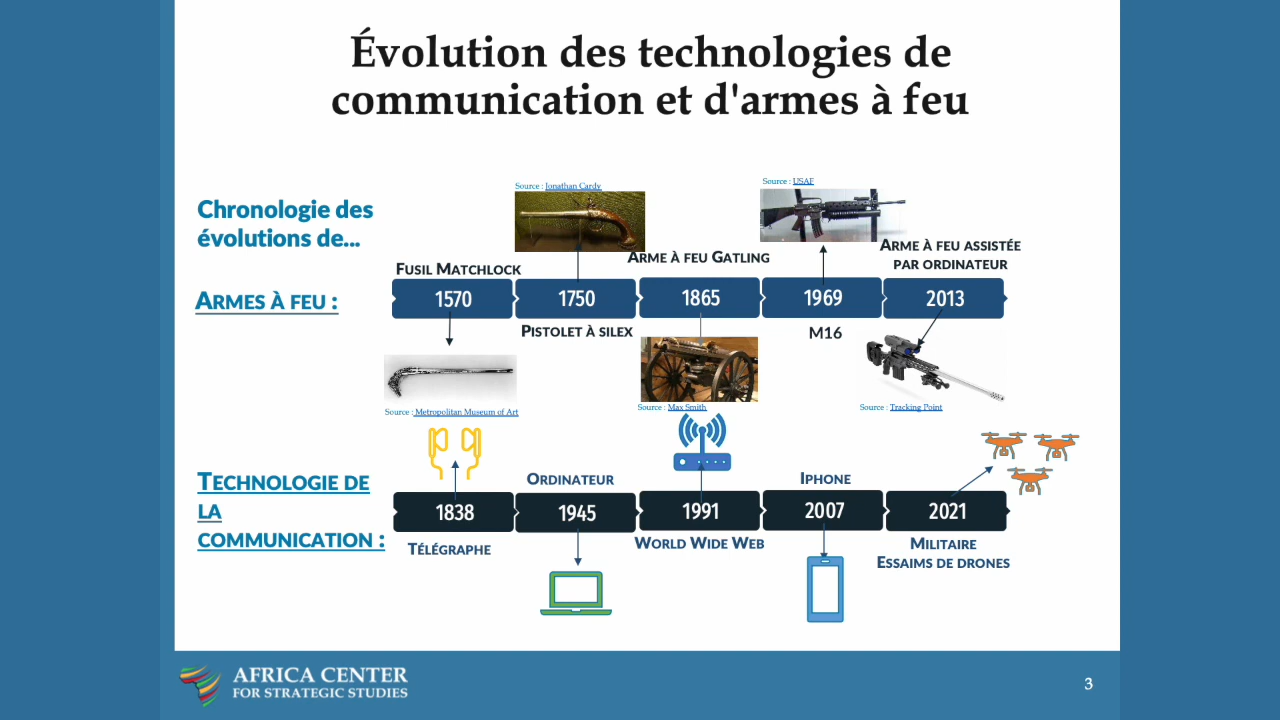 Évolution des technologies de
communication et d'armes à feu
Source : Jonathan Cardy
Source : USAF
Chronologie des
évolutions de...
FUSIL MATCHLOCK
ARME À FEU GATLING
ARME À FEU ASSISTÉE
PAR ORDINATEUR
ARMES À FEU :
1570
1750
1865
1969
2013
PISTOLET À SILEX
M16
Source : Metropolitan Museum of Art
Source : Max Smith
Source : Tracking Point
TECHNOLOGIE DE
LA
COMMUNICATION :
ORDINATEUR
IPHONE
1838
1945
1991
2007
2021
TÉLÉGRAPHE
WORLD WIDE WEB
MILITAIRE
ESSAIMS DE DRONES
AFRICA CENTER
FOR STRATEGIC STUDIES
3